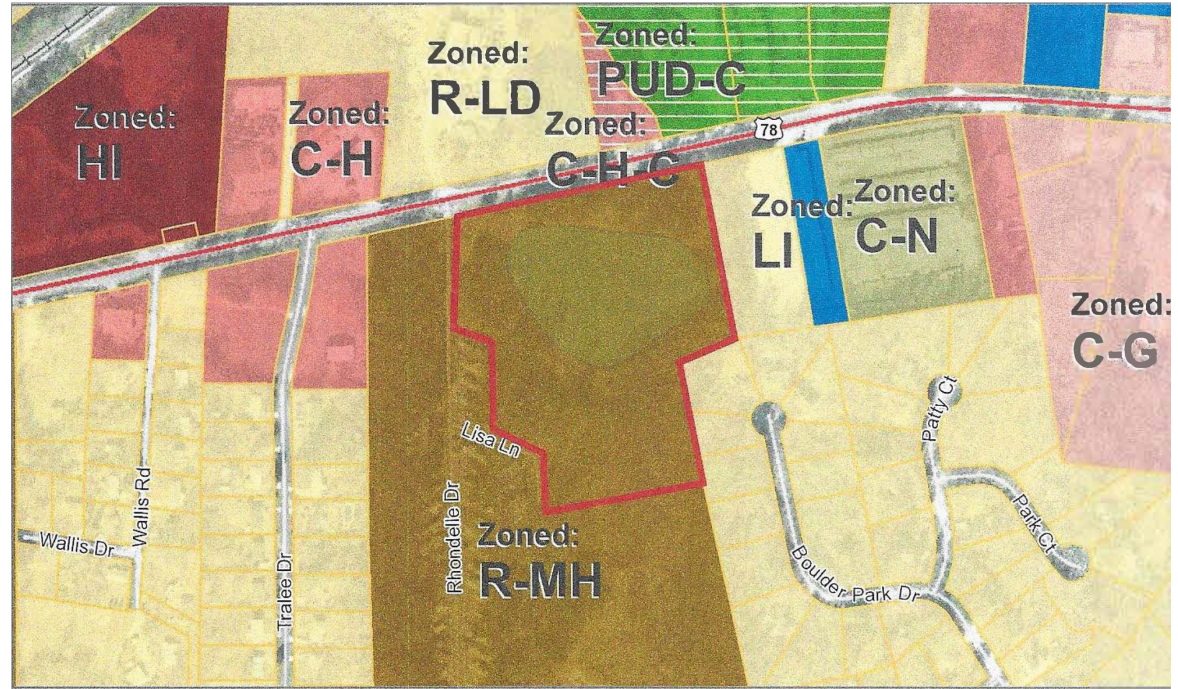 Zoned:
HI
Zoned:
C-H
Zoned:
R-LD
Zoned:
PUD-C
Zoned:
C-H-C
78
Zoned:
LI
Zoned:
C-N
Zoned:
C-G
Lisa Ln
Rhondelle Dr
Zoned:
R-MH
Wallis Rd
Wallis Dr
Tralee Dr
Patty Ct
Park Ct
Boulder Park Dr